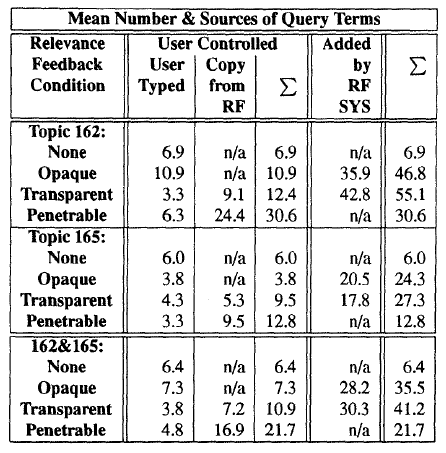 Mean Number & Sources of Query Terms
Relevance User Controlled Added
Feedback User Copy by ∑
Condition Typed from ∑ RF
RF SYS
Topic 162:
None 6.9 n/a 6.9 n/a 6.9
Opaque 10.9 n/a 10.9 35.9 46.8
Transparent 3.3 9.1 12.4 42.8 55.1
Penetrable 6.3 24.4 30.6 n/a 30.6
Topic 165:
None 6.0 n/a 6.0 n/a 6.0
Opaque 3.8 n/a 3.8 20.5 24.3
Transparent 4.3 5.3 9.5 17.8 27.3
Penetrable 3.3 9.5 12.8 n/a 12.8
162&165:
None 6.4 n/a 6.4 n/a 6.4
Opaque 7.3 n/a 7.3 28.2 35.5
Transparent 3.8 7.2 10.9 30.3 41.2
Penetrable 4.8 16.9 21.7 n/a 21.7